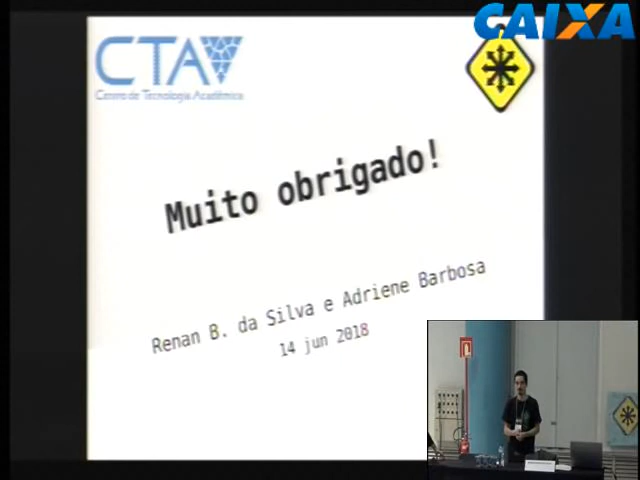 CAIXA
CTA
Centro de Tecnologia Acadêmica
Muito obrigado!
Renan B. da Silva e Adriene Barbosa
14 jun 2018